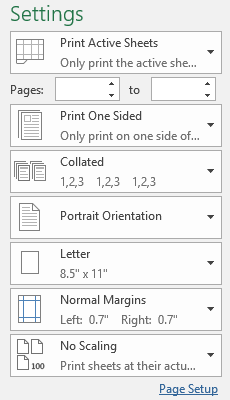 Settings
Print Active Sheets
Only print the active she...
Pages: to
Print One Sided
Only print on one side of...
Collated
1,2,3 1,2,3 1,2,3
Portrait Orientation
Letter
8.5" x 11"
Normal Margins
Left: 0.7" Right: 0.7"
No Scaling
100
Print sheets at their actu...
Page Setup